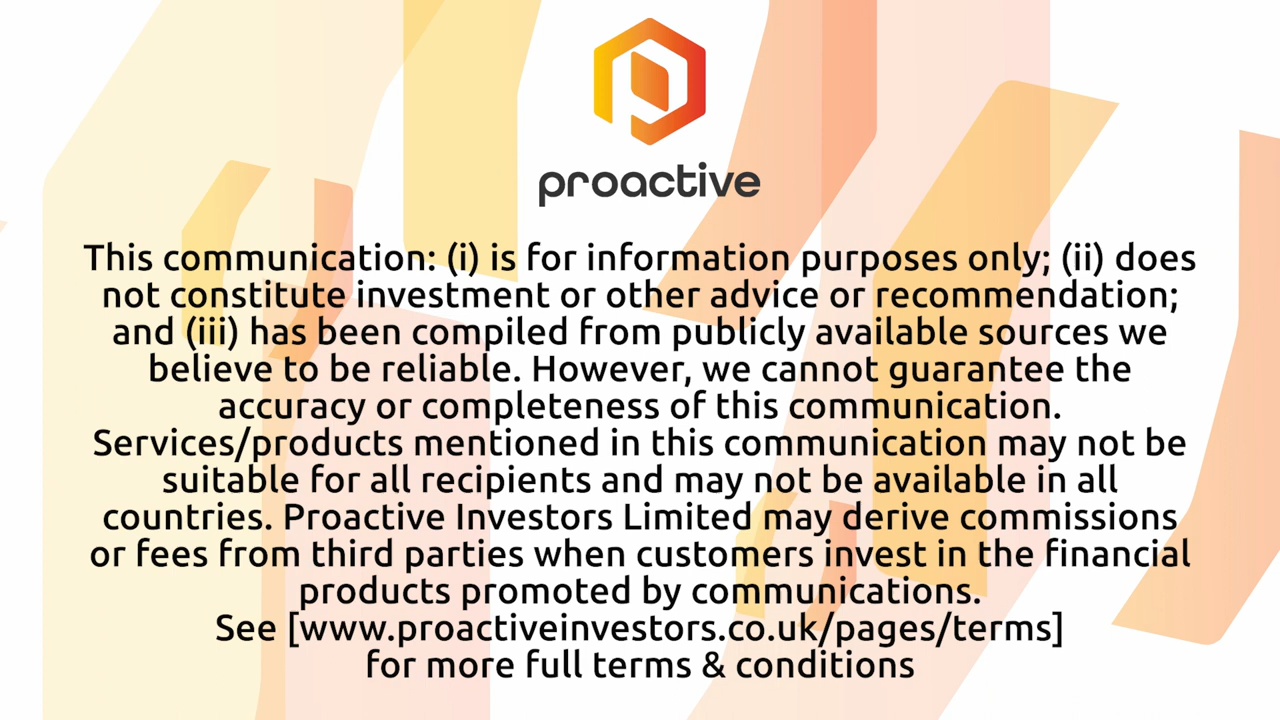 proactive
This communication: (i) is for information purposes only; (ii) does
not constitute investment or other advice or recommendation;
and (iii) has been compiled from publicly available sources we
believe to be reliable. However, we cannot guarantee the
accuracy or completeness of this communication.
Services/products mentioned in this communication may not be
suitable for all recipients and may not be available in all
countries. Proactive Investors Limited may derive commissions
or fees from third parties when customers invest in the financial
products promoted by communications.
See [www.proactiveinvestors.co.uk/pages/terms]
for more full terms & conditions